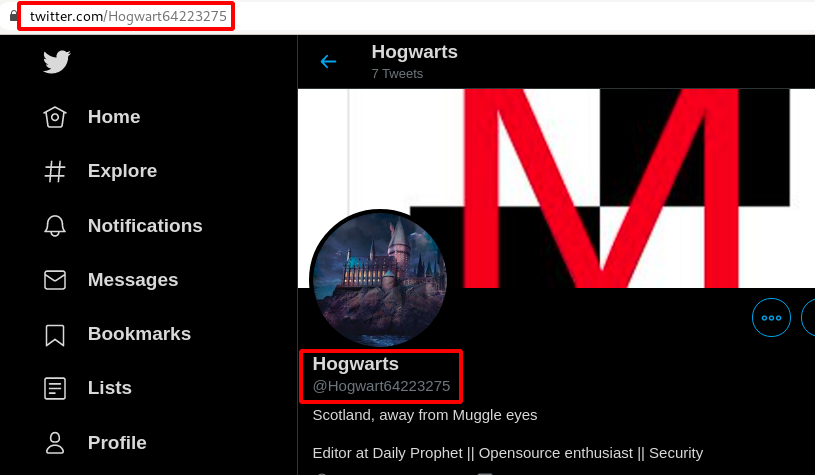 twitter.com/Hogwart64223275
Hogwarts
7 Tweets
Home
Explore
Notifications
Messages
Bookmarks
Lists
Profile
M
Hogwarts
@Hogwart64223275
Scotland, away from Muggle eyes
Editor at Daily Prophet || Opensource enthusiast || Security